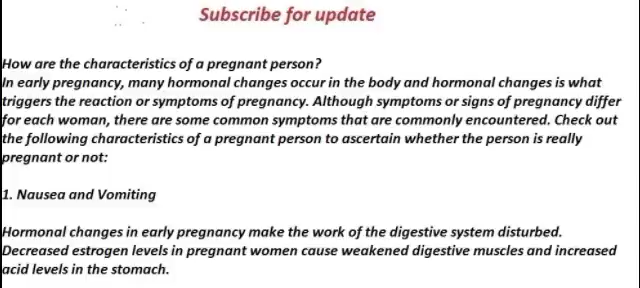 Subscribe for update
How are the characteristics of a pregnant person?
In early pregnancy, many hormonal changes occur in the body and hormonal changes is what
triggers the reaction or symptoms of pregnancy. Although symptoms or signs of pregnancy differ
for each woman, there are some common symptoms that are commonly encountered. Check out
the following characteristics of a pregnant person to ascertain whether the person is really
pregnant or not:
1. Nausea and Vomiting
Hormonal changes in early pregnancy make the work of the digestive system disturbed.
Decreased estrogen levels in pregnant women cause weakened digestive muscles and increased
acid levels in the stomach.